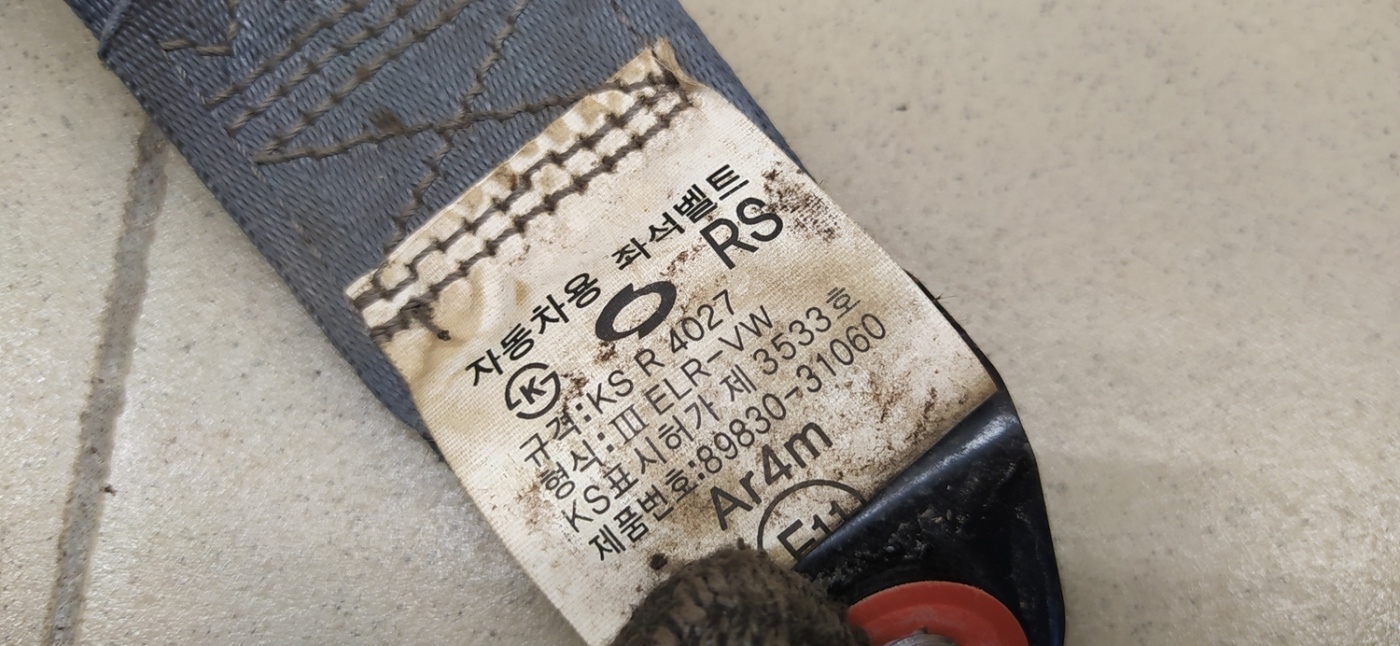 자동차용 좌석벨트
RS
K
규격:KS R 4027
형식:Ⅲ ELR-VW
KS표시허가 제 3533호
제품번호:89830-31060
Ar4m
E11